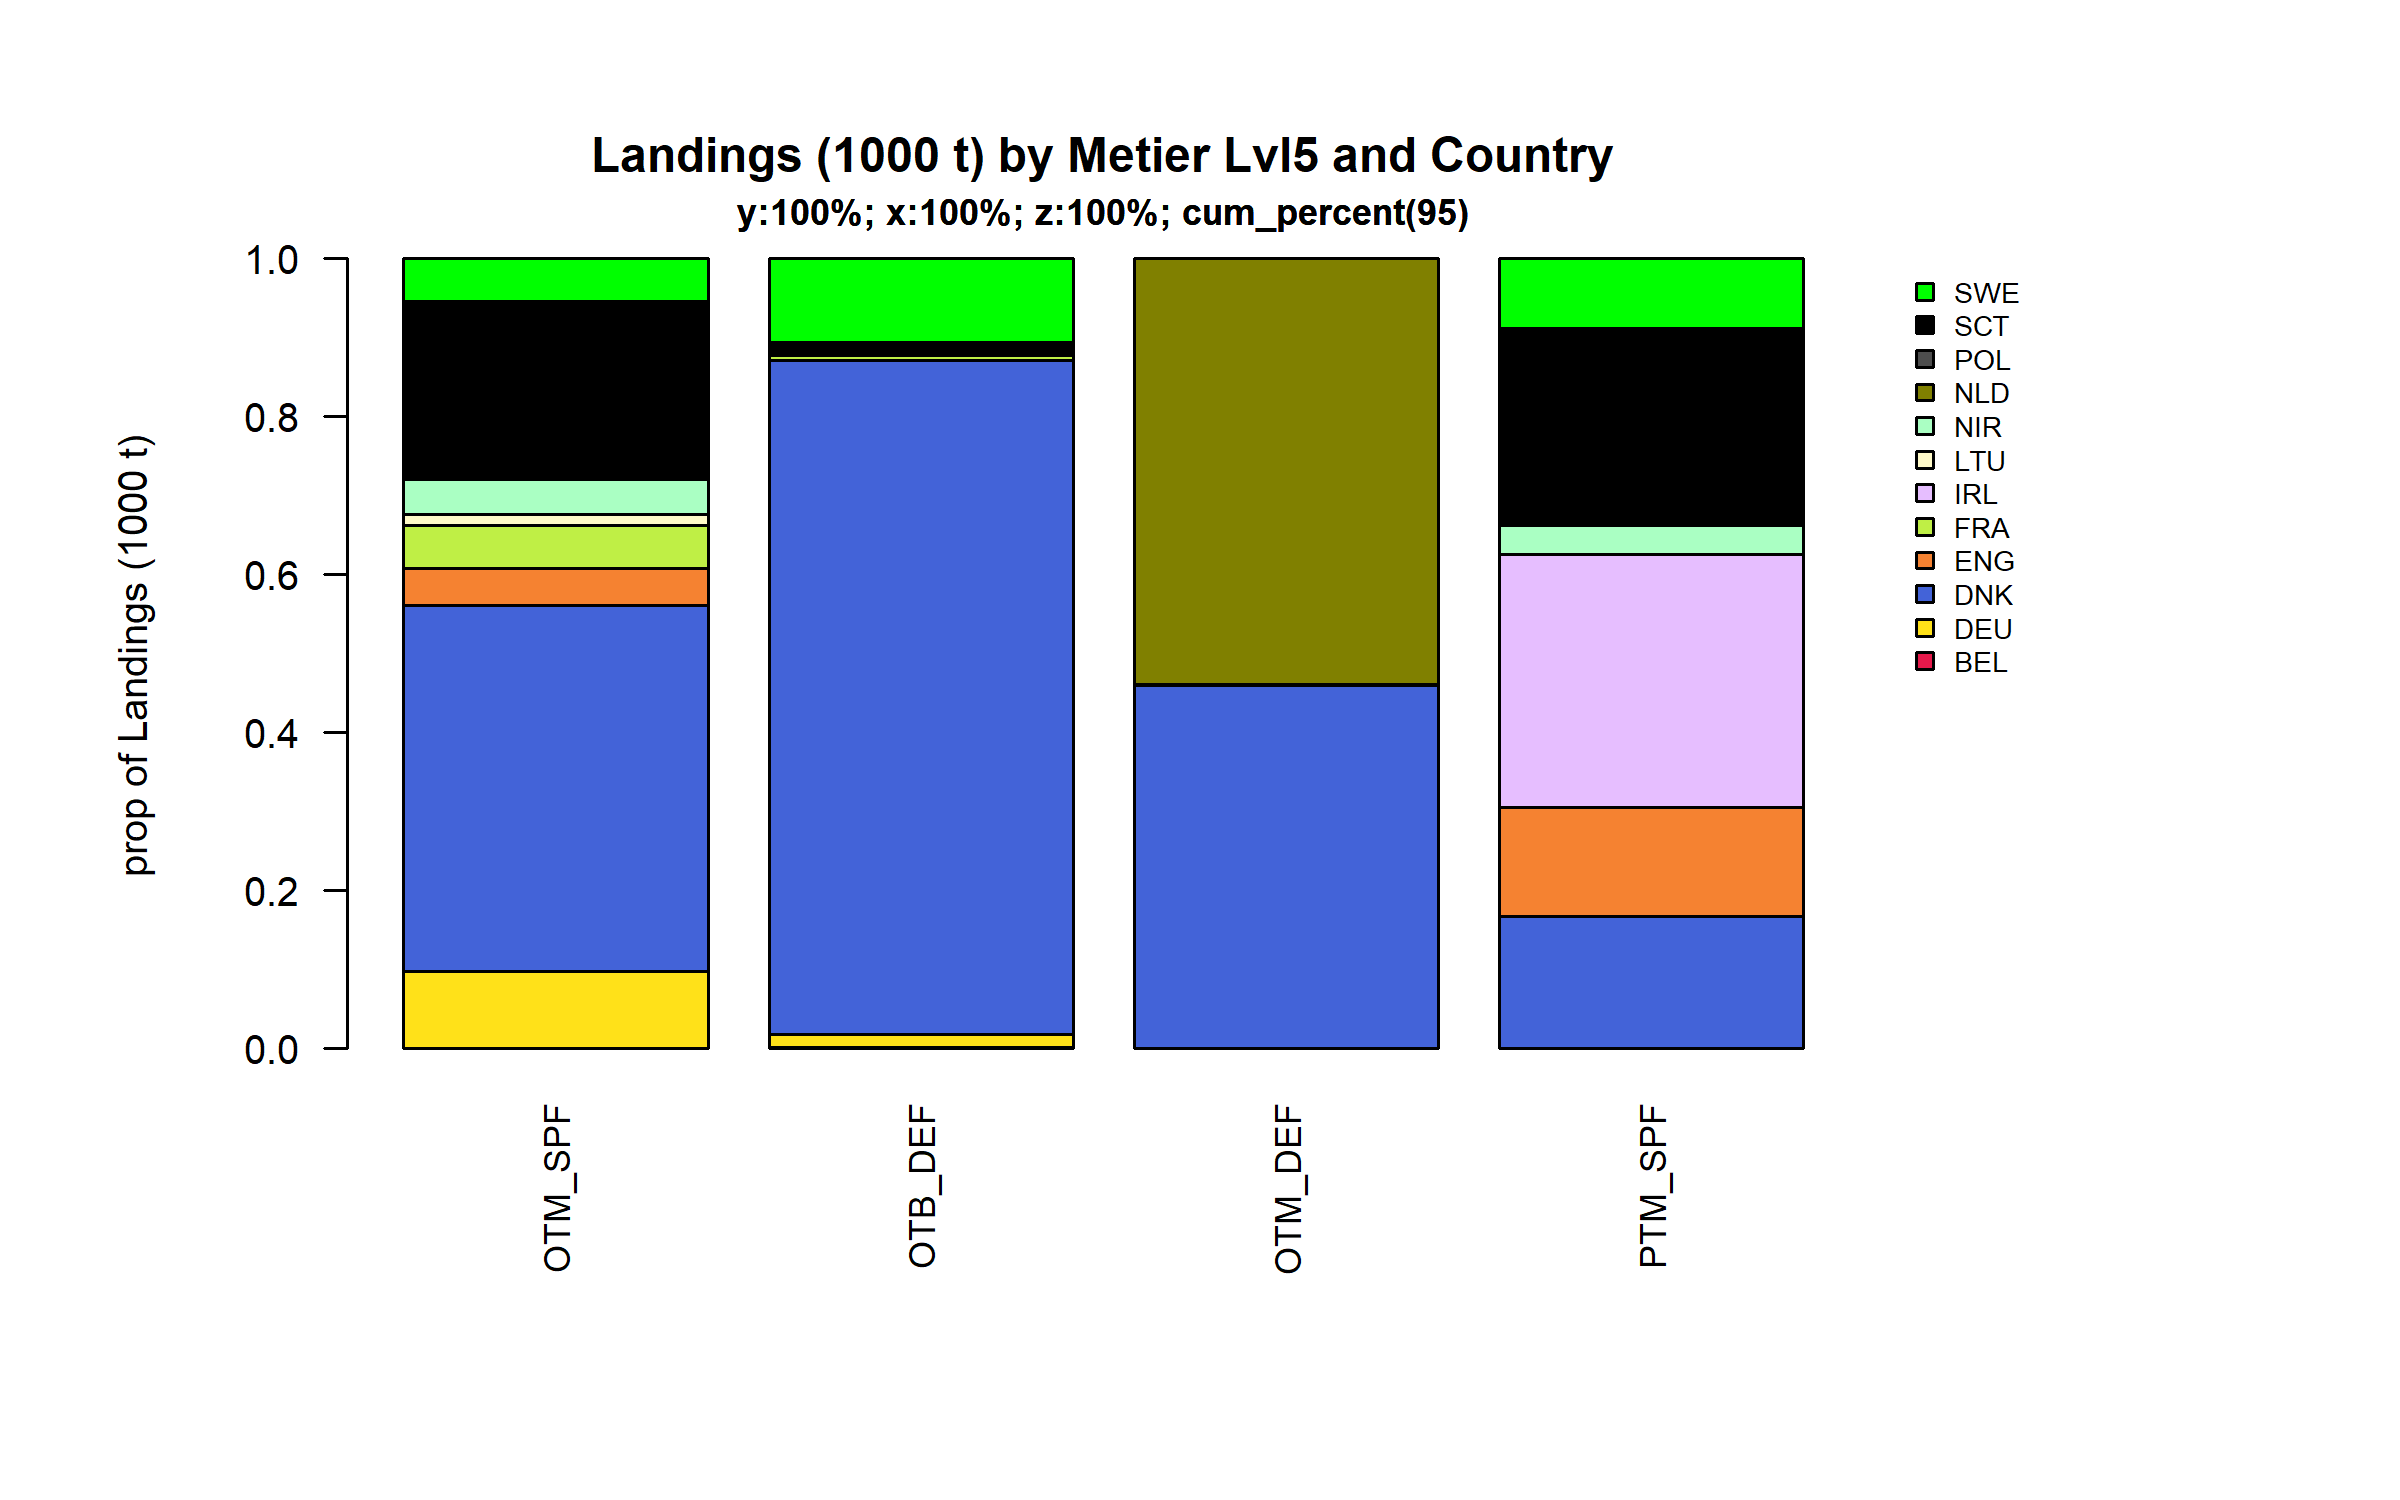 Landings (1000 t) by Metier Lvl5 and Country
y:100%; x:100%; z:100%; cum_percent(95)
prop of Landings (1000 t)
1.0
0.8
0.6
0.4
0.2
0.0
OTM_SPF
OTB_DEF
OTM_DEF
PTM_SPF
SWE
SCT
POL
NLD
NIR
LTU
IRL
FRA
ENG
DNK
DEU
BEL